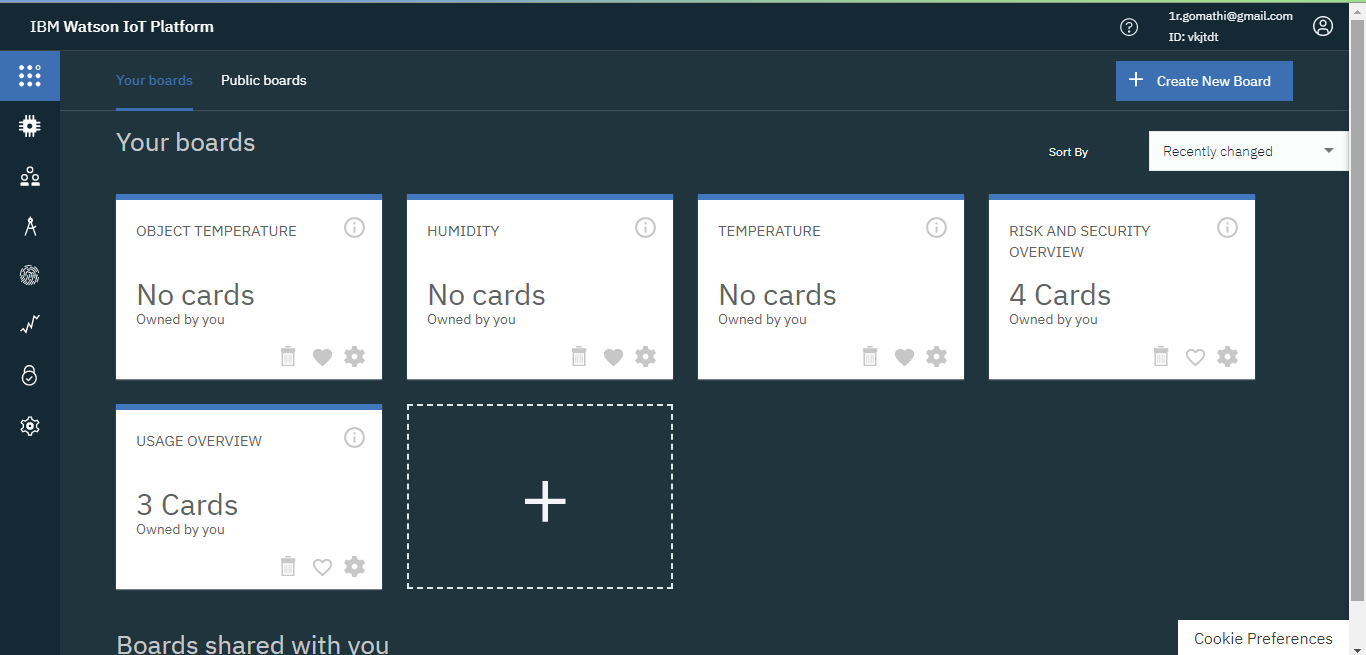 IBM Watson IoT Platform
1r.gomathi@gmail.com
ID: vkjtdt
Your boards
Public boards
Create New Board
Your boards
Sort By
Recently changed
OBJECT TEMPERATURE
No cards
Owned by you
HUMIDITY
No cards
Owned by you
TEMPERATURE
No cards
Owned by you
RISK AND SECURITY
OVERVIEW
4 Cards
Owned by you
USAGE OVERVIEW
3 Cards
Owned by you
Boards shared with you
Cookie Preferences